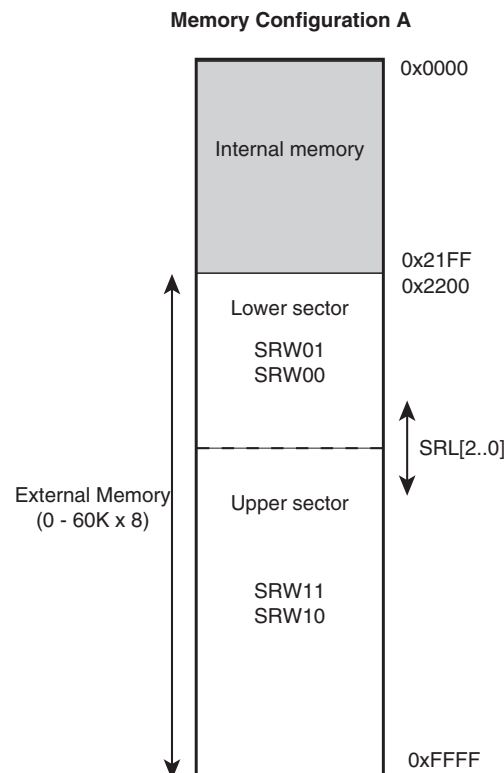 Memory Configuration A
0x0000
Internal memory
0x21FF
0x2200
Lower sector
SRW01
SRW00
SRL[2..0]
External Memory
(0 - 60K x 8)
Upper sector
SRW11
SRW10
0xFFFF